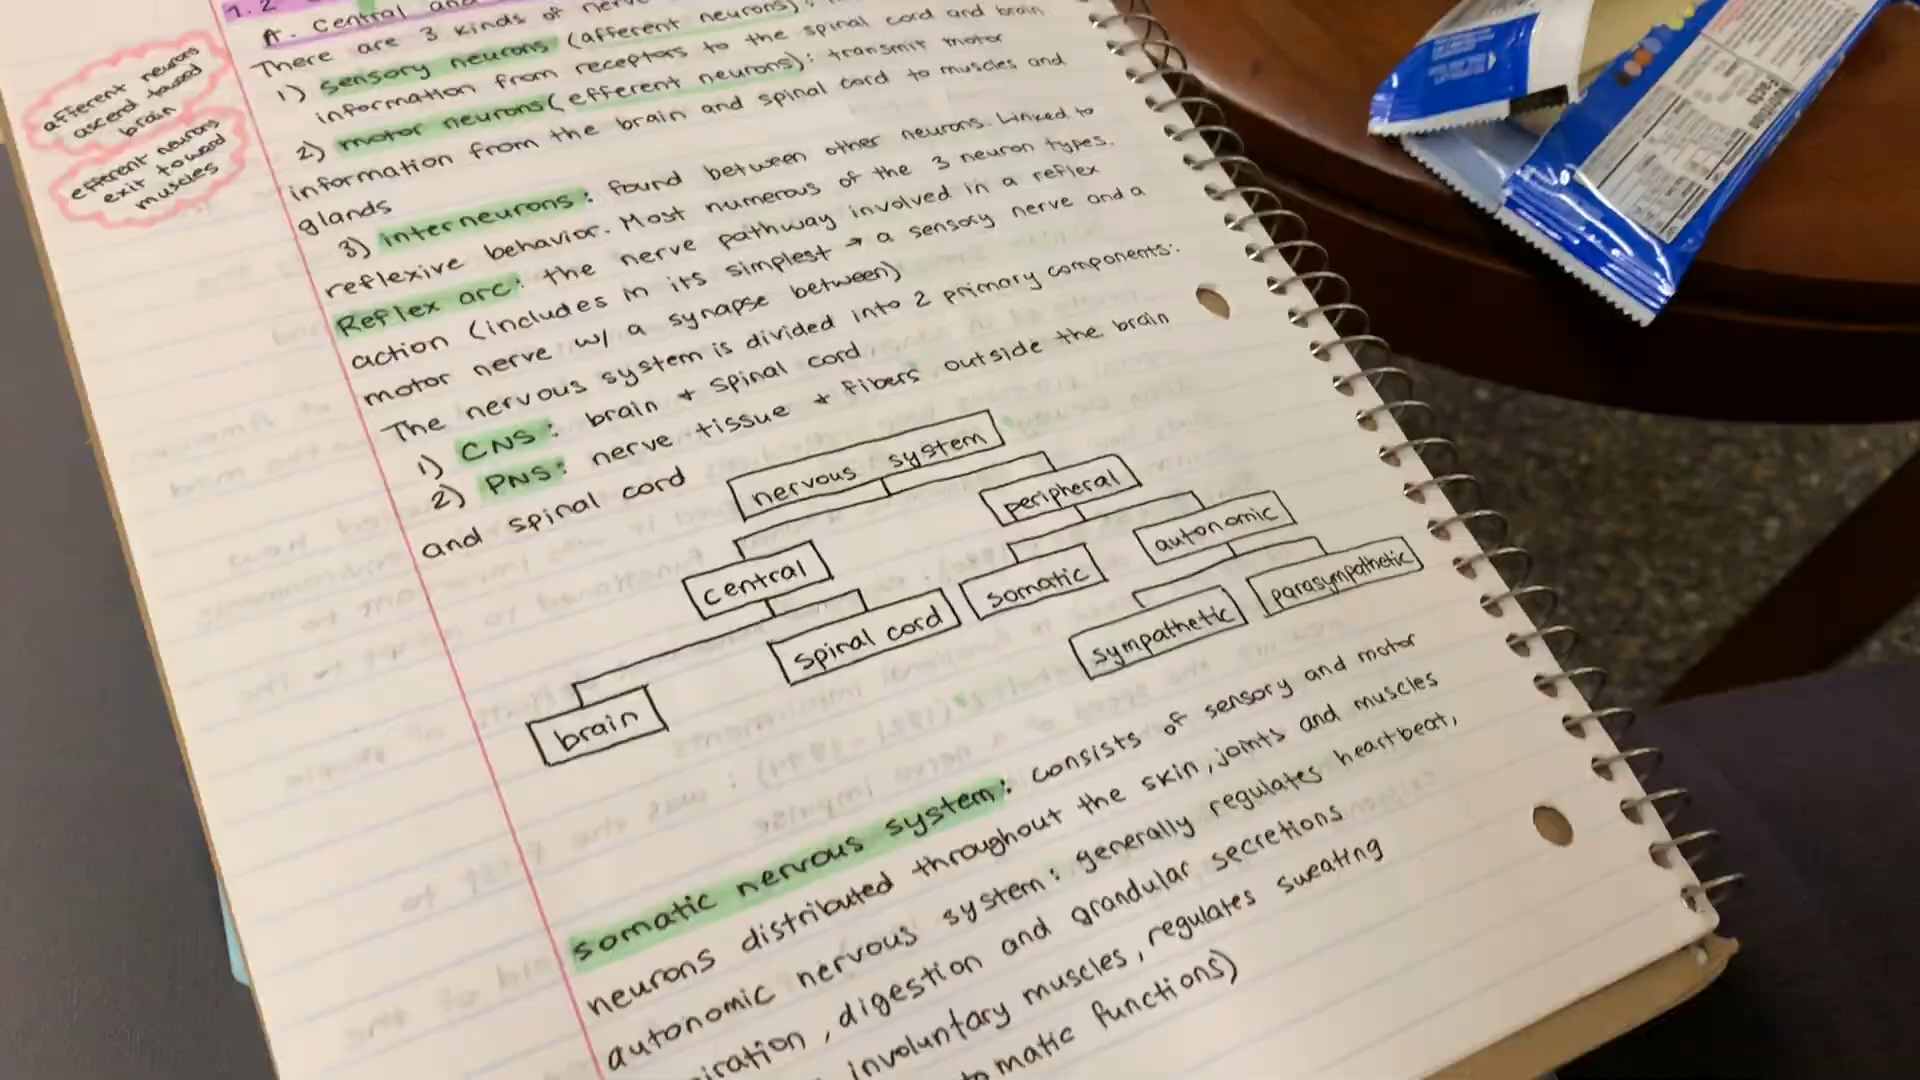 1.2
A. Central and
There are 3 kinds of nerve
1) sensory neurons (afferent neurons):
information from receptors to the spinal cord and brain
2) motor neurons (efferent neurons): transmit motor
information from the brain and spinal cord to muscles and
glands
3) interneurons: found between other neurons. Linked to
reflexive behavior. Most numerous of the 3 neuron types.
Reflex arc: the nerve pathway involved in a reflex
action (includes in its simplest → a sensory nerve and a
motor nerve w/ a synapse between)
The nervous system is divided into 2 primary components:
1) CNS: brain + spinal cord
2) PNS: nerve tissue + fibers outside the brain
and spinal cord
afferent neurons
ascend toward
brain
efferent neurons
exit toward
muscles
nervous system
central
peripheral
brain
spinal cord
somatic
autonomic
sympathetic
parasympathetic
somatic nervous system: consists of sensory and motor
neurons distributed throughout the skin, joints and muscles
autonomic nervous system: generally regulates heartbeat,
iration, digestion and grandular secretions
involuntary muscles, regulates sweating
tomatic functions)
Nutrition
Facts